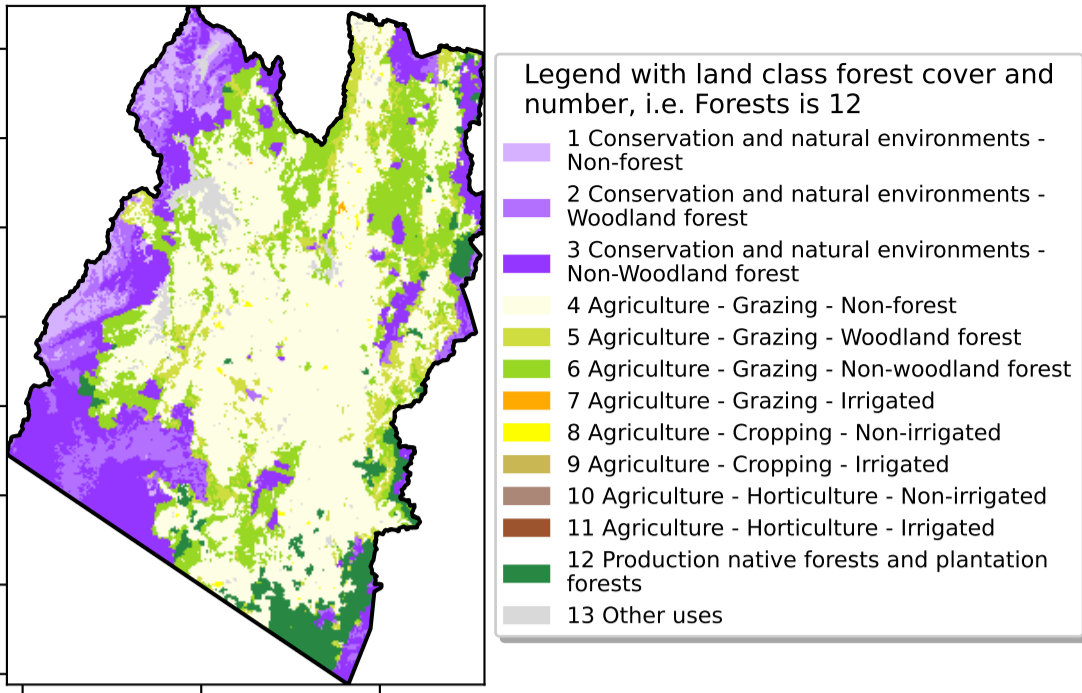 Legend with land class forest cover and
number, i.e. Forests is 12
1 Conservation and natural environments -
Non-forest
2 Conservation and natural environments -
Woodland forest
3 Conservation and natural environments -
Non-Woodland forest
4 Agriculture - Grazing - Non-forest
5 Agriculture - Grazing - Woodland forest
6 Agriculture - Grazing - Non-woodland forest
7 Agriculture - Grazing - Irrigated
8 Agriculture - Cropping - Non-irrigated
9 Agriculture - Cropping - Irrigated
10 Agriculture - Horticulture - Non-irrigated
11 Agriculture - Horticulture - Irrigated
12 Production native forests and plantation
forests
13 Other uses